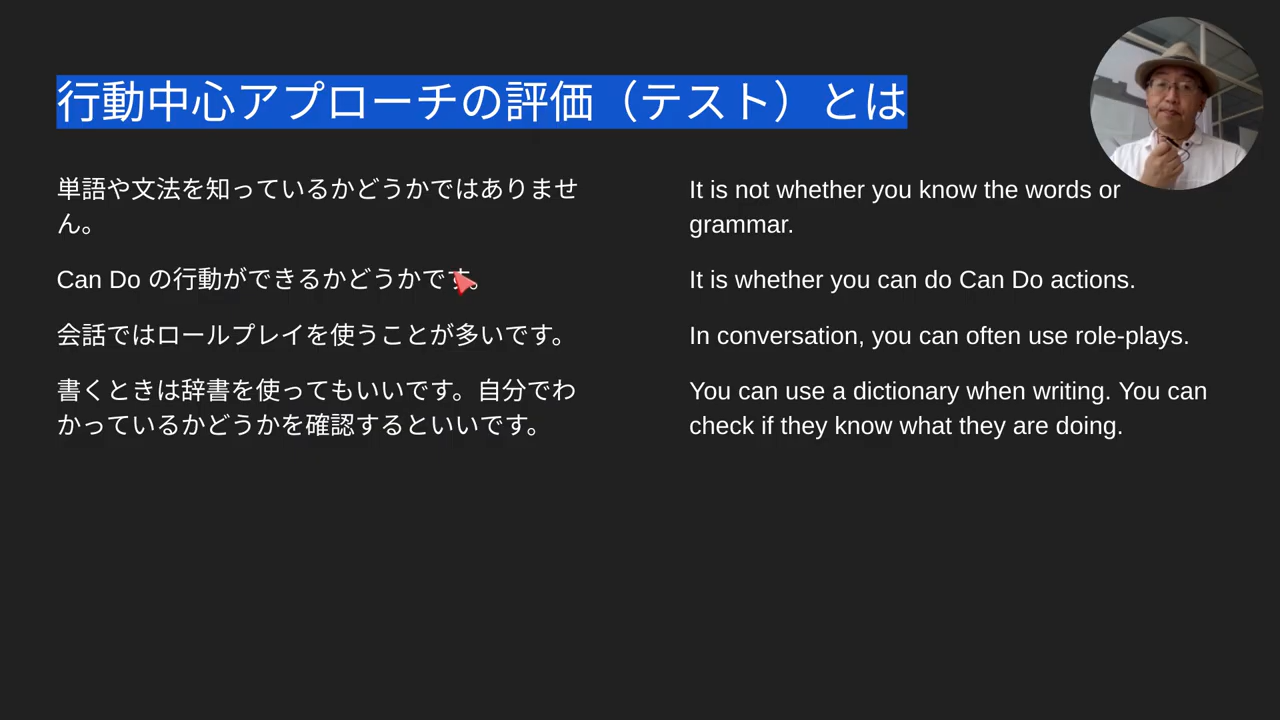 行動中心アプローチの評価（テスト）とは
単語や文法を知っているかどうかではありませ
ん。
Can Do の行動ができるかどうかです。
会話ではロールプレイを使うことが多いです。
書くときは辞書を使ってもいいです。自分でわ
かっているかどうかを確認するといいです。
It is not whether you know the words or
grammar.
It is whether you can do Can Do actions.
In conversation, you can often use role-plays.
You can use a dictionary when writing. You can
check if they know what they are doing.